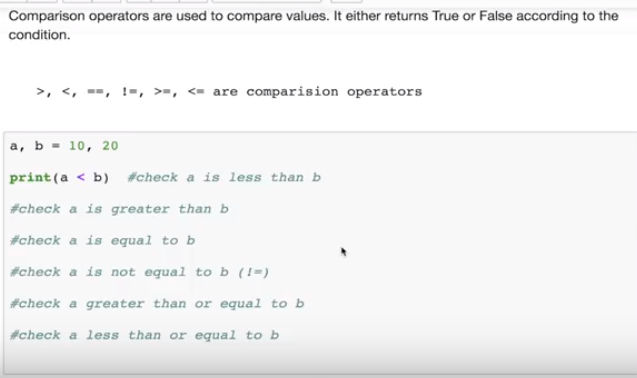 Comparison operators are used to compare values. It either returns True or False according to the
condition.
>, <, ==, !=, >=, <= are comparision operators
a, b = 10, 20
print(a < b)  #check a is less than b
#check a is greater than b
#check a is equal to b
#check a is not equal to b (!=)
#check a greater than or equal to b
#check a less than or equal to b